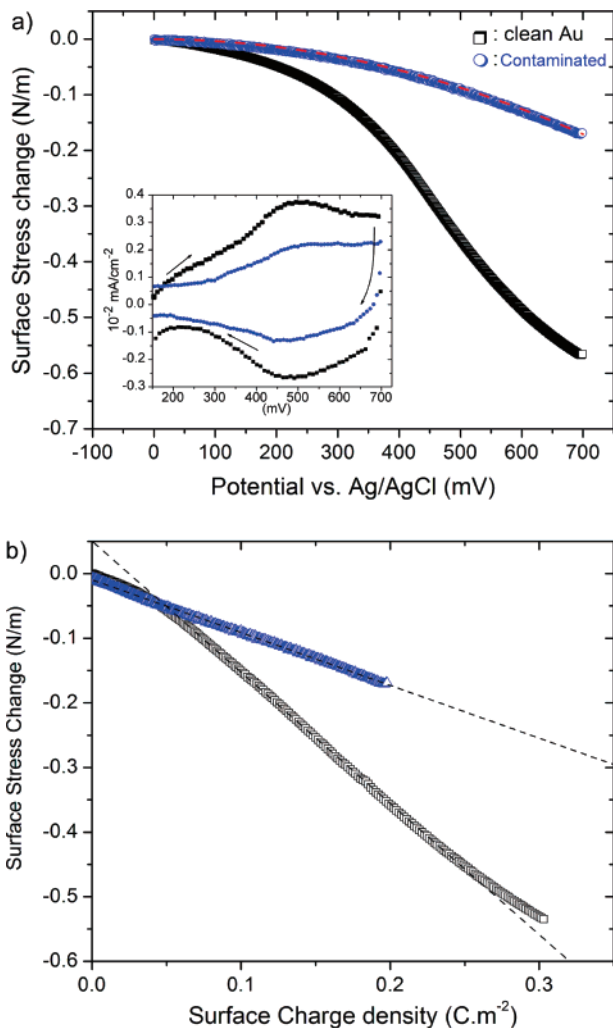 a)
: clean Au
: Contaminated
Surface Stress change (N/m)
0.0
-0.1
-0.2
-0.3
-0.4
-0.5
-0.6
-0.7
-100 0 100 200 300 400 500 600 700
Potential vs. Ag/AgCl (mV)
10⁻² mA/cm⁻²
0.4
0.3
0.2
0.1
0.0
-0.1
-0.2
-0.3
200 300 400 500 600 700
(mV)
b)
Surface Stress Change (N/m)
0.0
-0.1
-0.2
-0.3
-0.4
-0.5
-0.6
0.0 0.1 0.2 0.3
Surface Charge density (C.m⁻²)